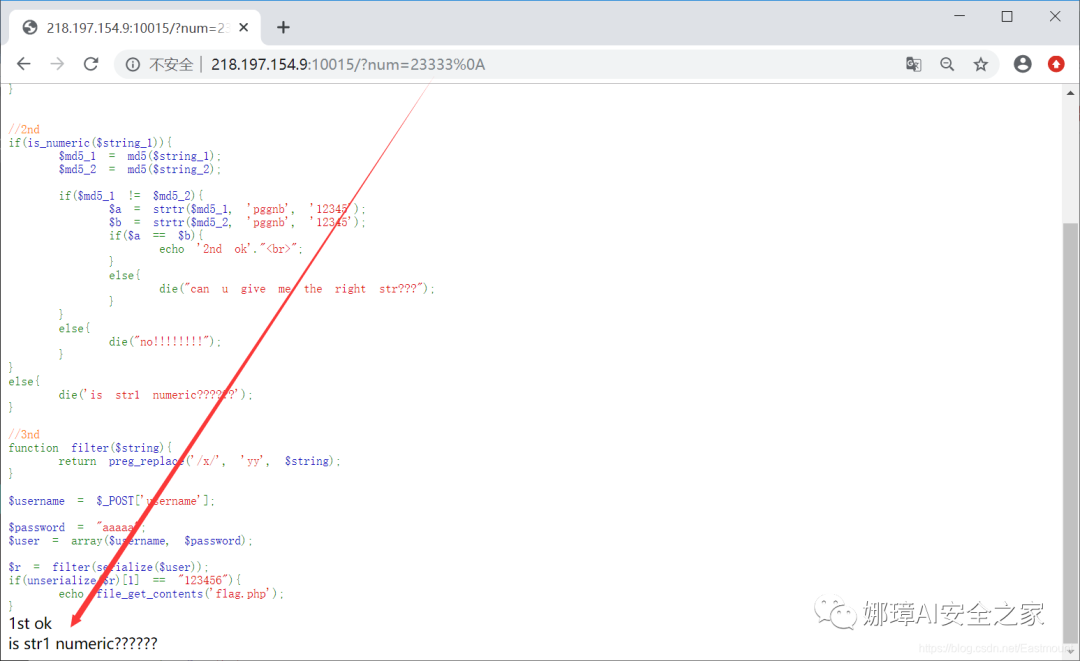 218.197.154.9:10015/?num=23
不安全 | 218.197.154.9:10015/?num=23333%0A
}
//2nd
if(is_numeric($string_1)){
$md5_1 = md5($string_1);
$md5_2 = md5($string_2);
if($md5_1 != $md5_2){
$a = strtr($md5_1, 'pggnb', '12345');
$b = strtr($md5_2, 'pggnb', '12345');
if($a == $b){
echo '2nd ok'."<br>";
}
else{
die("can u give me the right str???");
}
}
else{
die("no!!!!!!!!");
}
}
else{
die('is str1 numeric??????');
}
//3nd
function filter($string){
return preg_replace('/x/', 'yy', $string);
}
$username = $_POST['username'];
$password = "aaaaa";
$user = array($username, $password);
$r = filter(serialize($user));
if(unserialize($r)[1] == "123456"){
echo file_get_contents('flag.php');
}
1st ok
is str1 numeric??????
娜璋AI安全之家
https://blog.csdn.net/Eastmount